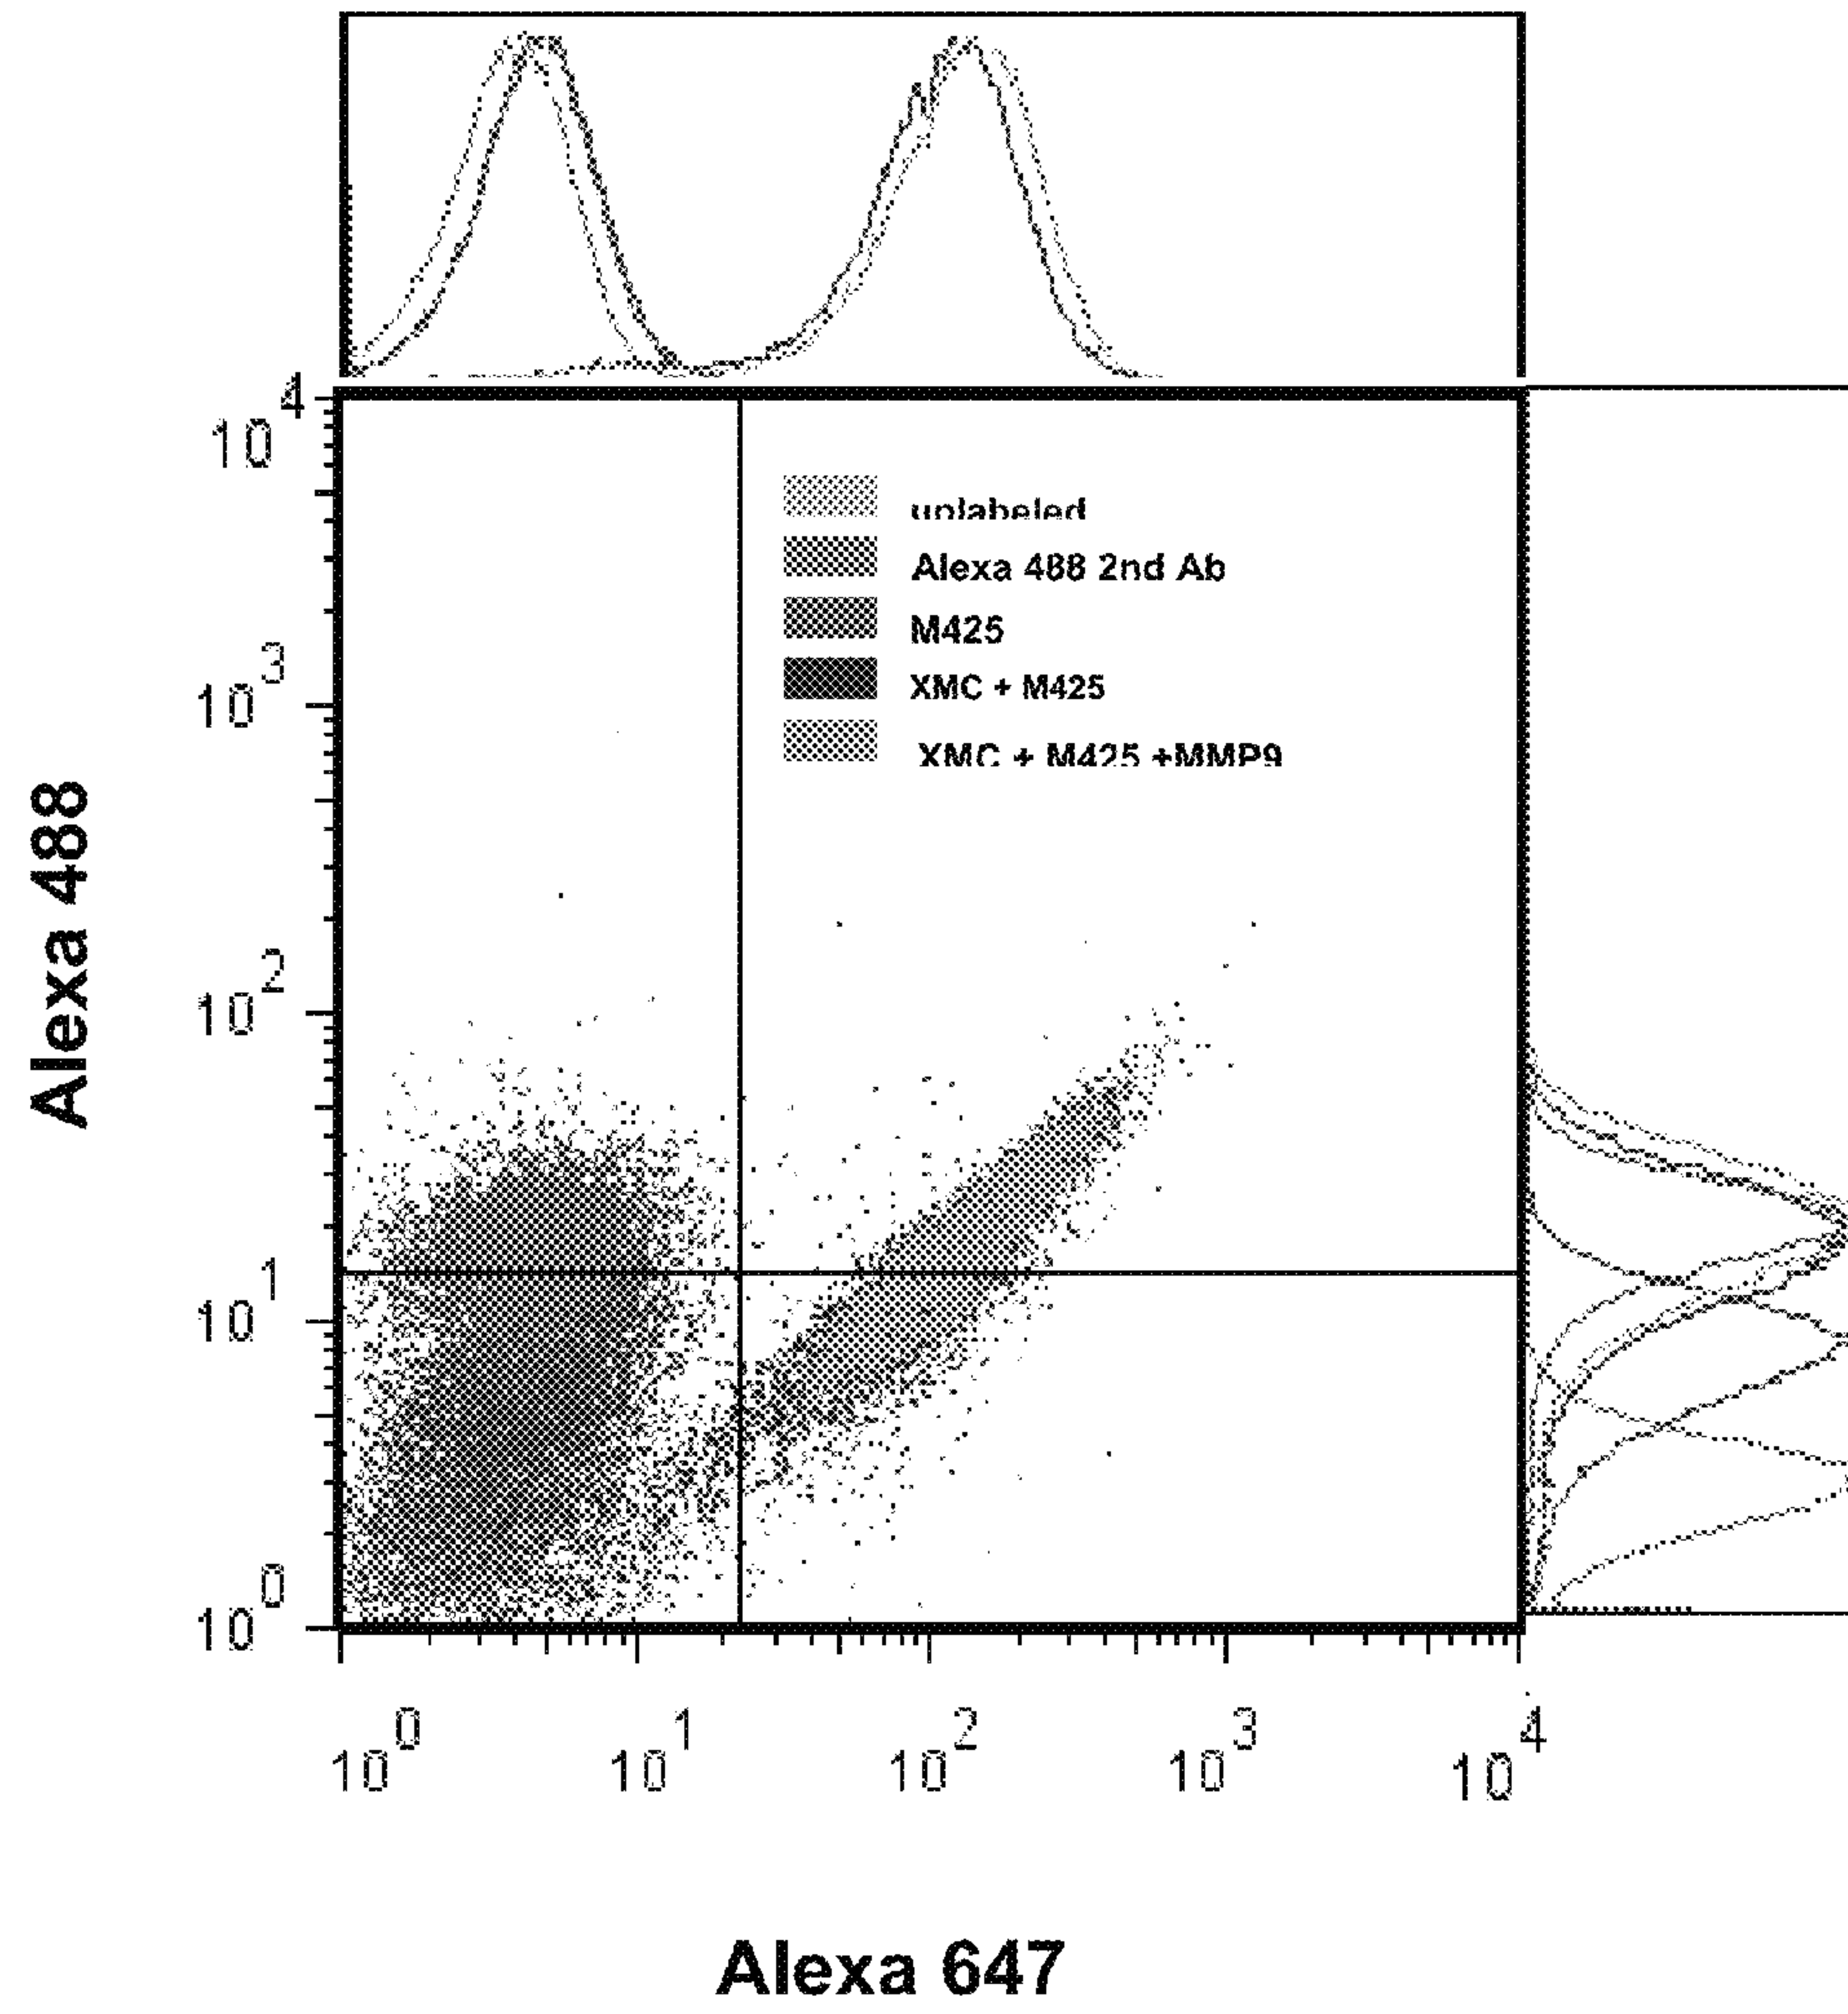 10^4
unlabeled
Alexa 488 2nd Ab
M425
10^3
XMC + M425
XMC + M425 +MMP9
Alexa 488
10^2
10^1
10^0
10^0 10^1 10^2 10^3 10^4
Alexa 647